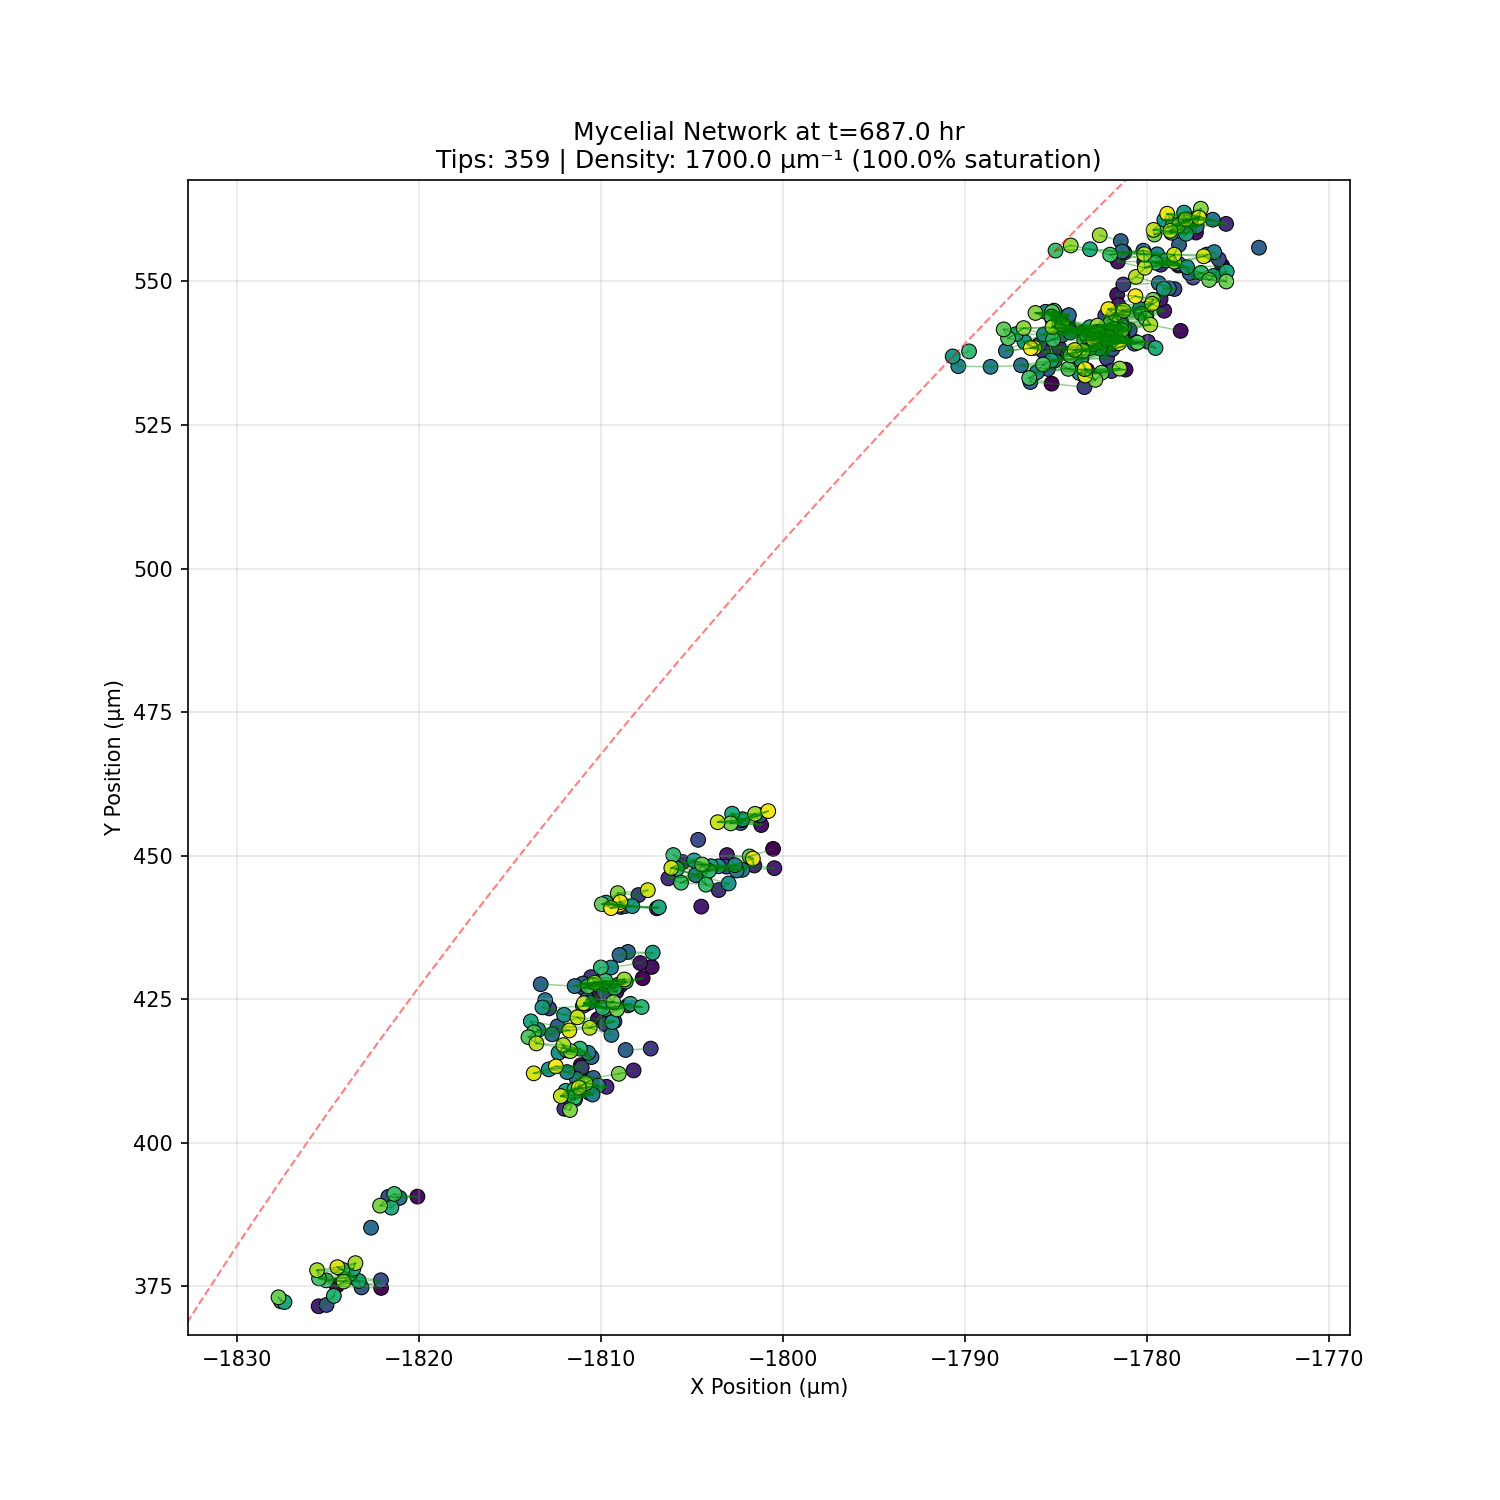 Mycelial Network at t=687.0 hr
Tips: 359 | Density: 1700.0 μm⁻¹ (100.0% saturation)
Y Position (μm)
550
525
500
475
450
425
400
375
−1830 −1820 −1810 −1800 −1790 −1780 −1770
X Position (μm)